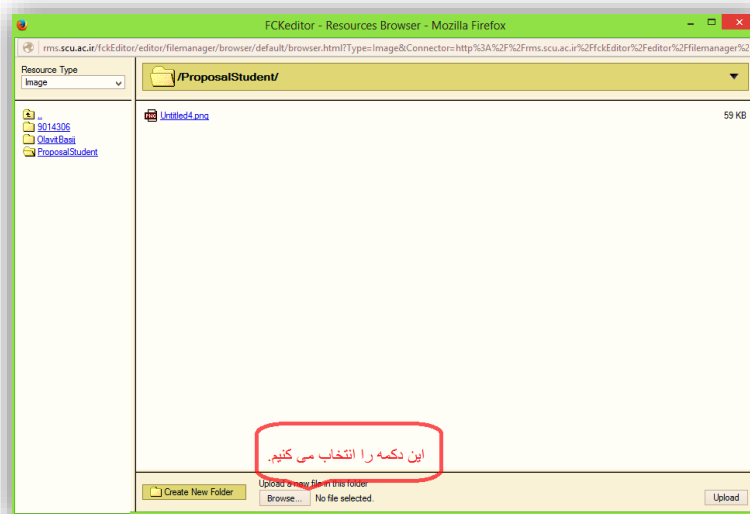 FCKeditor - Resources Browser - Mozilla Firefox
rms.scu.ac.ir/fckEditor/editor/filemanager/browser/default/browser.html?Type=Image&Connector=http%3A%2F%2Frms.scu.ac.ir%2FfckEditor%2Feditor%2Ffilemanager%2
Resource Type
Image
/ProposalStudent/
..
9014306
OlavitBasij
ProposalStudent
Untitled4.png 59 KB
این دکمه را انتخاب می کنیم.
Create New Folder
Upload a new file in this folder
Browse... No file selected.
Upload